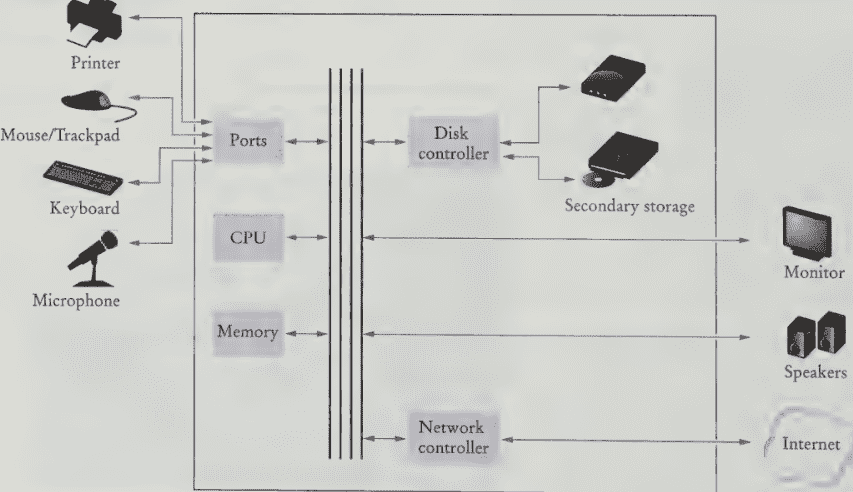 Printer
Mouse/Trackpad
Keyboard
Microphone
Ports
CPU
Memory
Disk
controller
Secondary storage
Network
controller
Monitor
Speakers
Internet